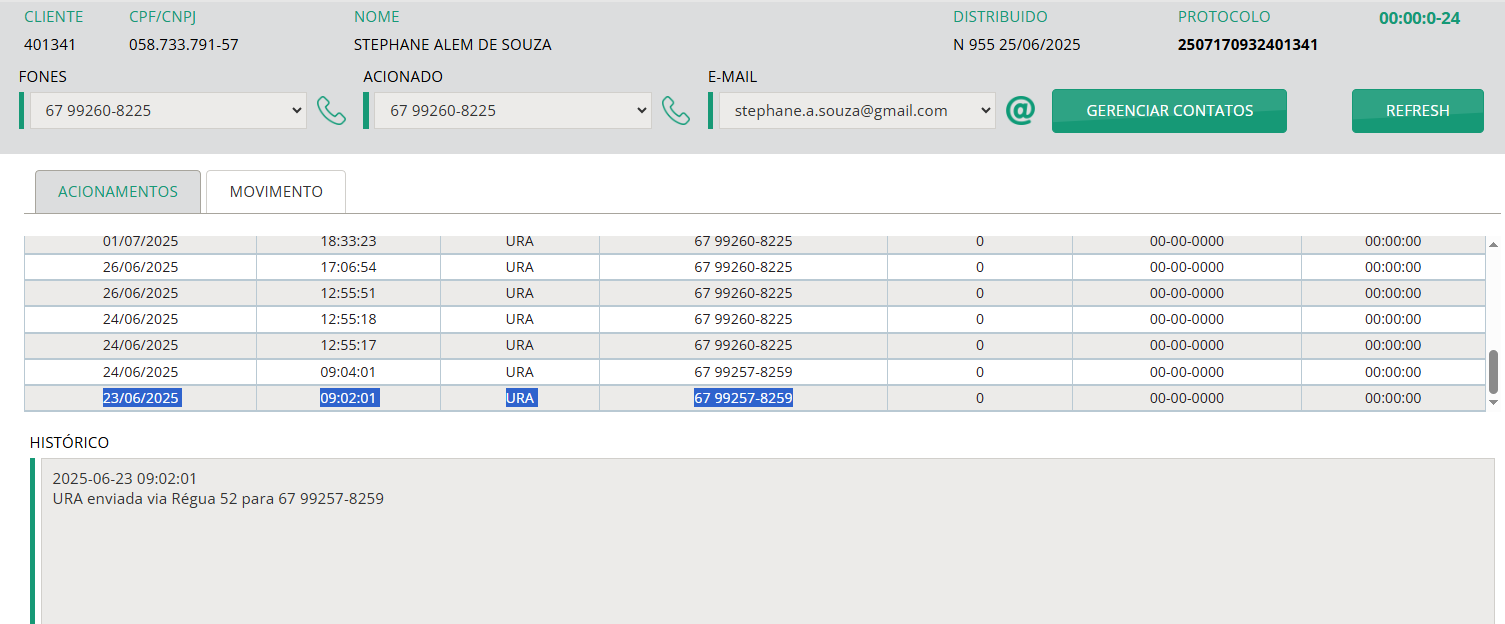 CLIENTE CPF/CNPJ NOME DISTRIBUIDO PROTOCOLO 00:00:0-24
401341 058.733.791-57 STEPHANE ALEM DE SOUZA N 955 25/06/2025 2507170932401341
FONES ACIONADO E-MAIL
67 99260-8225 67 99260-8225 stephane.a.souza@gmail.com @ GERENCIAR CONTATOS REFRESH
ACIONAMENTOS MOVIMENTO
01/07/2025 18:33:23 URA 67 99260-8225 0 00-00-0000 00:00:00
26/06/2025 17:06:54 URA 67 99260-8225 0 00-00-0000 00:00:00
26/06/2025 12:55:51 URA 67 99260-8225 0 00-00-0000 00:00:00
24/06/2025 12:55:18 URA 67 99260-8225 0 00-00-0000 00:00:00
24/06/2025 12:55:17 URA 67 99260-8225 0 00-00-0000 00:00:00
24/06/2025 09:04:01 URA 67 99257-8259 0 00-00-0000 00:00:00
23/06/2025 09:02:01 URA 67 99257-8259 0 00-00-0000 00:00:00
HISTÓRICO
2025-06-23 09:02:01
URA enviada via Régua 52 para 67 99257-8259